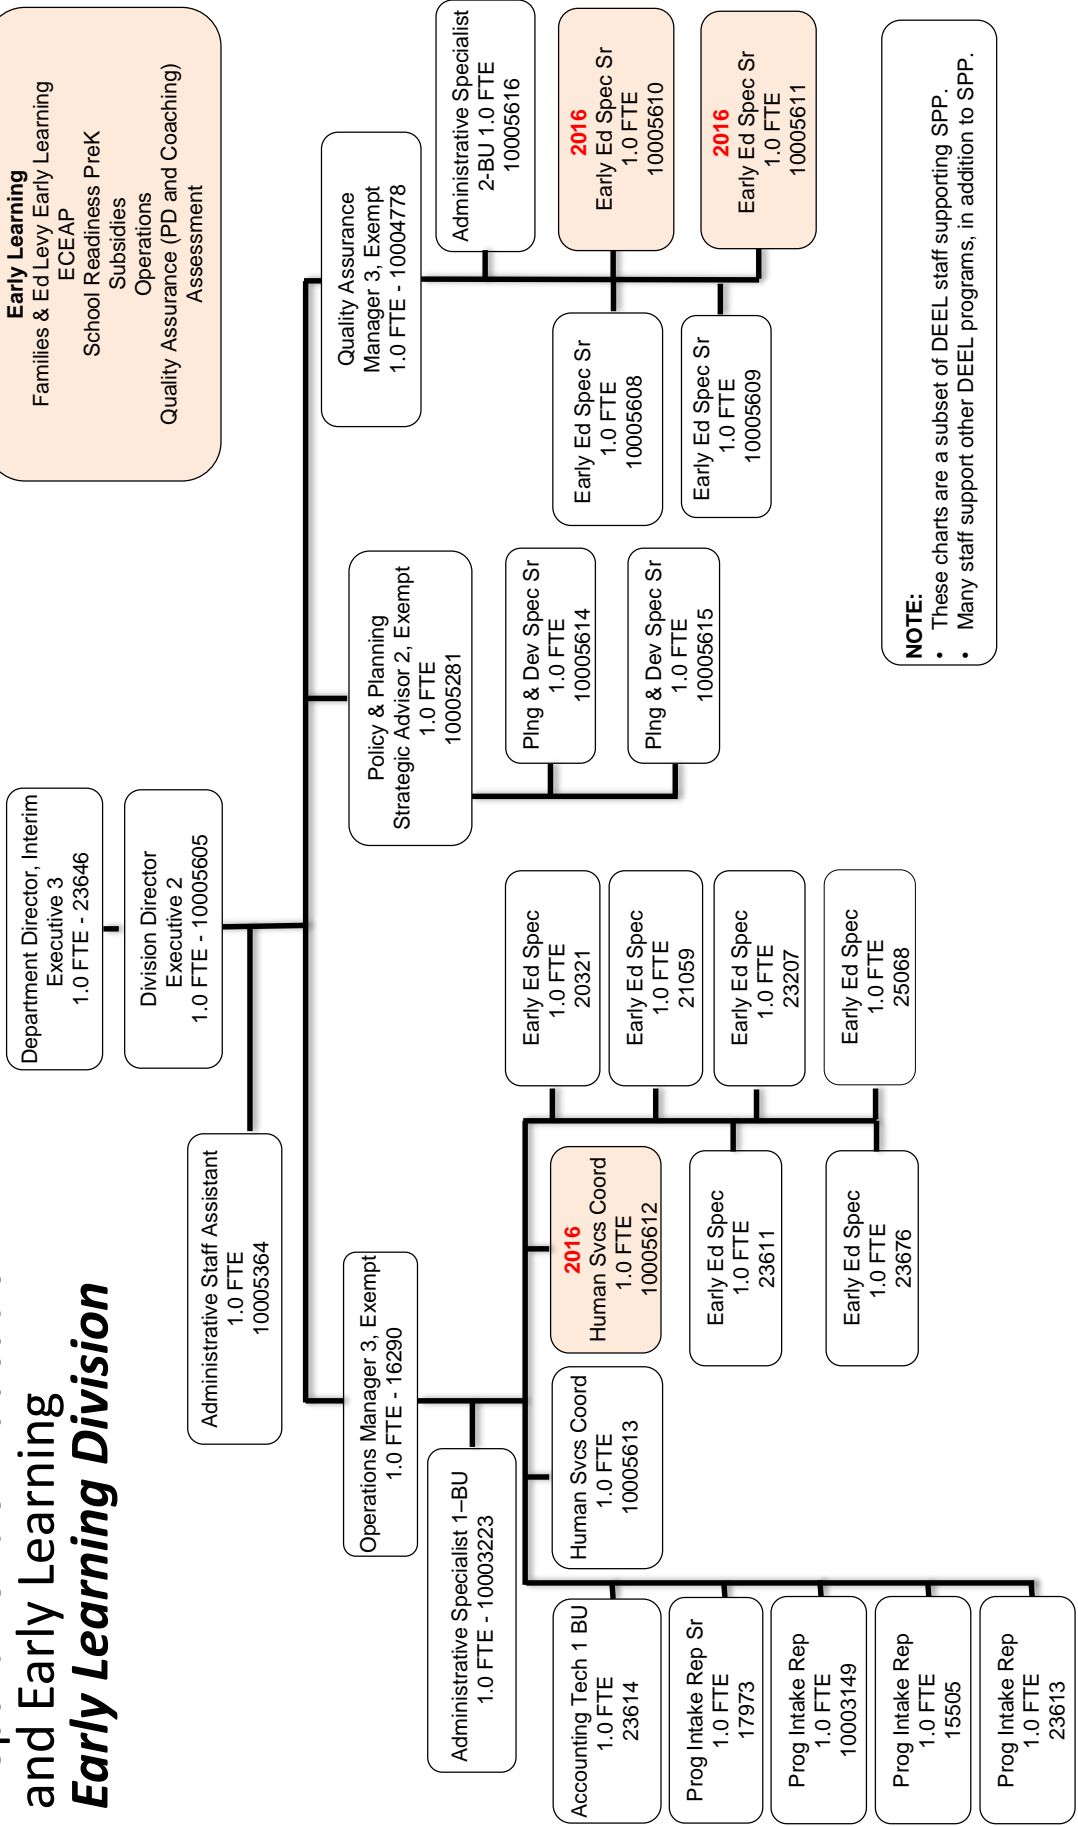 and Early Learning
Early Learning Division
Early Learning
Families & Ed Levy Early Learning
ECEAP
School Readiness PreK
Subsidies
Operations
Quality Assurance (PD and Coaching)
Assessment
Department Director, Interim
Executive 3
1.0 FTE - 23646
Division Director
Executive 2
1.0 FTE - 10005605
Administrative Staff Assistant
1.0 FTE
10005364
Operations Manager 3, Exempt
1.0 FTE - 16290
Policy & Planning
Strategic Advisor 2, Exempt
1.0 FTE
10005281
Quality Assurance
Manager 3, Exempt
1.0 FTE - 10004778
Administrative Specialist 1–BU
1.0 FTE - 10003223
Accounting Tech 1 BU
1.0 FTE
23614
Prog Intake Rep Sr
1.0 FTE
17973
Prog Intake Rep
1.0 FTE
10003149
Prog Intake Rep
1.0 FTE
15505
Prog Intake Rep
1.0 FTE
23613
Human Svcs Coord
1.0 FTE
10005613
2016
Human Svcs Coord
1.0 FTE
10005612
Early Ed Spec
1.0 FTE
23611
Early Ed Spec
1.0 FTE
23676
Early Ed Spec
1.0 FTE
20321
Early Ed Spec
1.0 FTE
21059
Early Ed Spec
1.0 FTE
23207
Early Ed Spec
1.0 FTE
25068
Plng & Dev Spec Sr
1.0 FTE
10005614
Plng & Dev Spec Sr
1.0 FTE
10005615
Administrative Specialist
2-BU 1.0 FTE
10005616
Early Ed Spec Sr
1.0 FTE
10005608
Early Ed Spec Sr
1.0 FTE
10005609
2016
Early Ed Spec Sr
1.0 FTE
10005610
2016
Early Ed Spec Sr
1.0 FTE
10005611
NOTE:
• These charts are a subset of DEEL staff supporting SPP.
• Many staff support other DEEL programs, in addition to SPP.